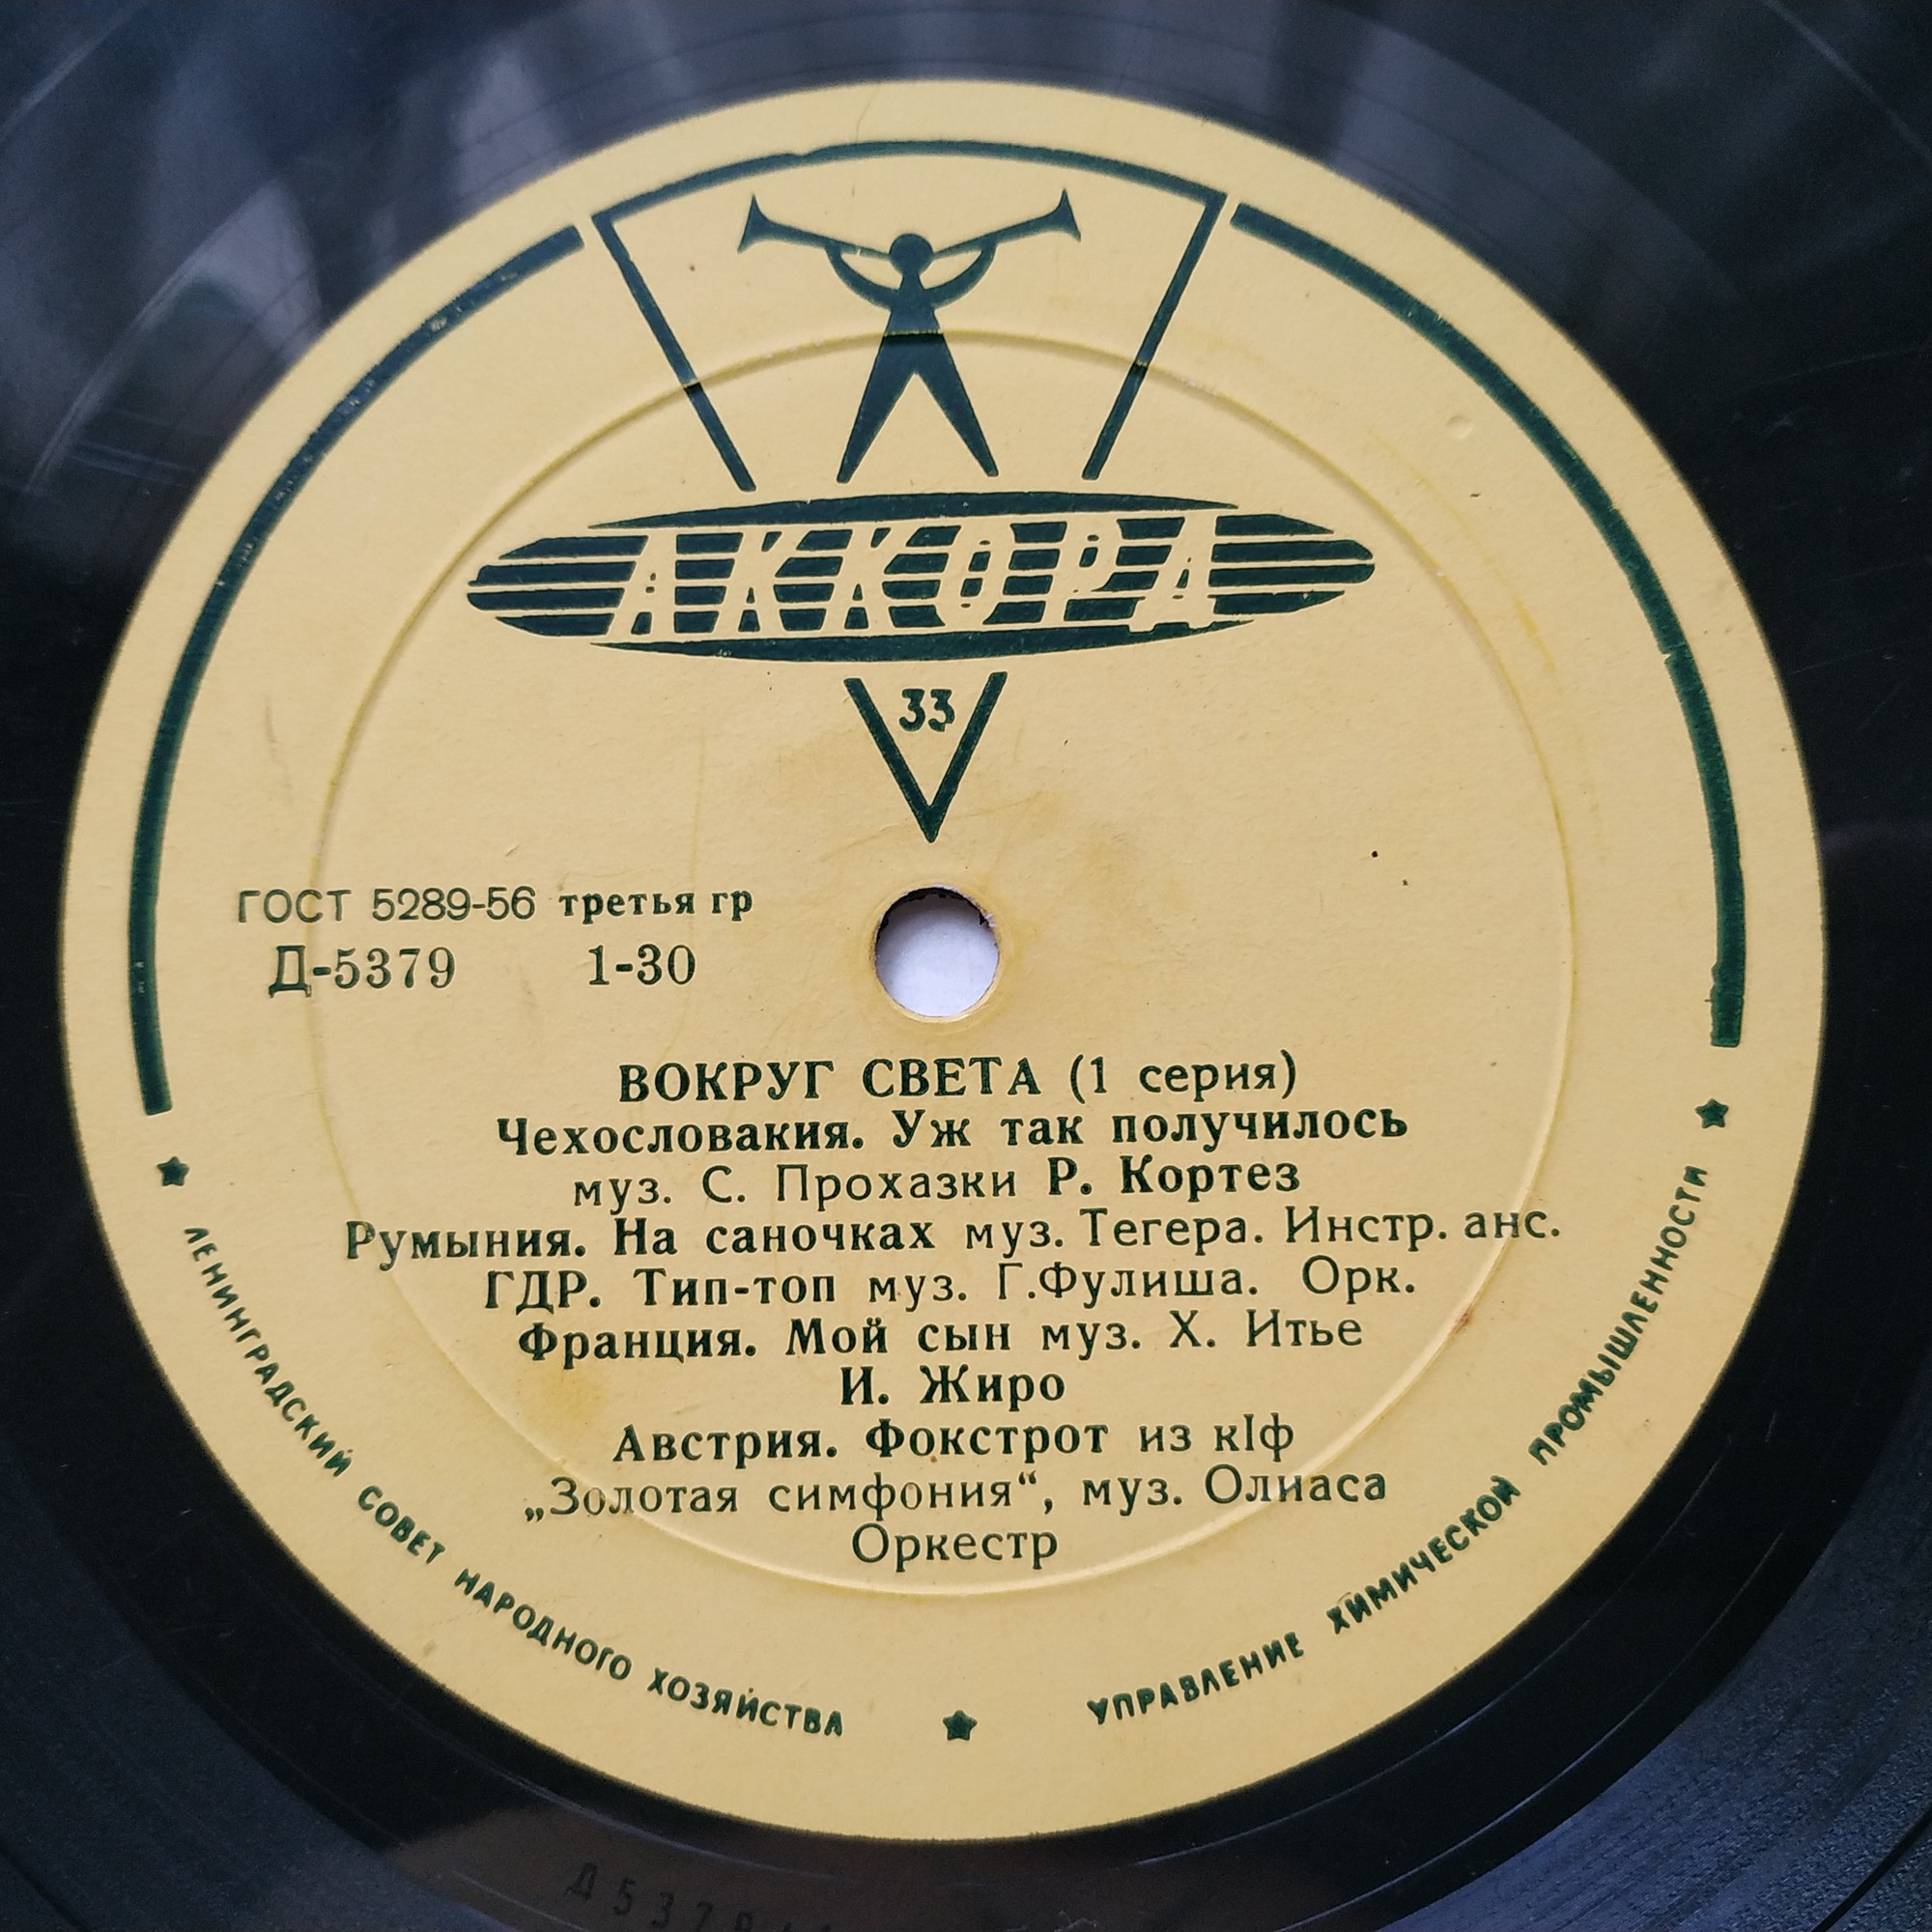 АККОРД
33
ГОСТ 5289-56 третья гр
Д-5379 1-30
ВОКРУГ СВЕТА (1 серия)
Чехословакия. Уж так получилось
муз. С. Прохазки Р. Кортез
Румыния. На саночках муз. Тегера. Инстр. анс.
ГДР. Тип-топ муз. Г.Фулиша. Орк.
Франция. Мой сын муз. Х. Итье
И. Жиро
Австрия. Фокстрот из к|ф
„Золотая симфония“, муз. Олиаса
Оркестр
ЛЕНИНГРАДСКИЙ СОВЕТ НАРОДНОГО ХОЗЯЙСТВА
УПРАВЛЕНИЕ ХИМИЧЕСКОЙ ПРОМЫШЛЕННОСТИ